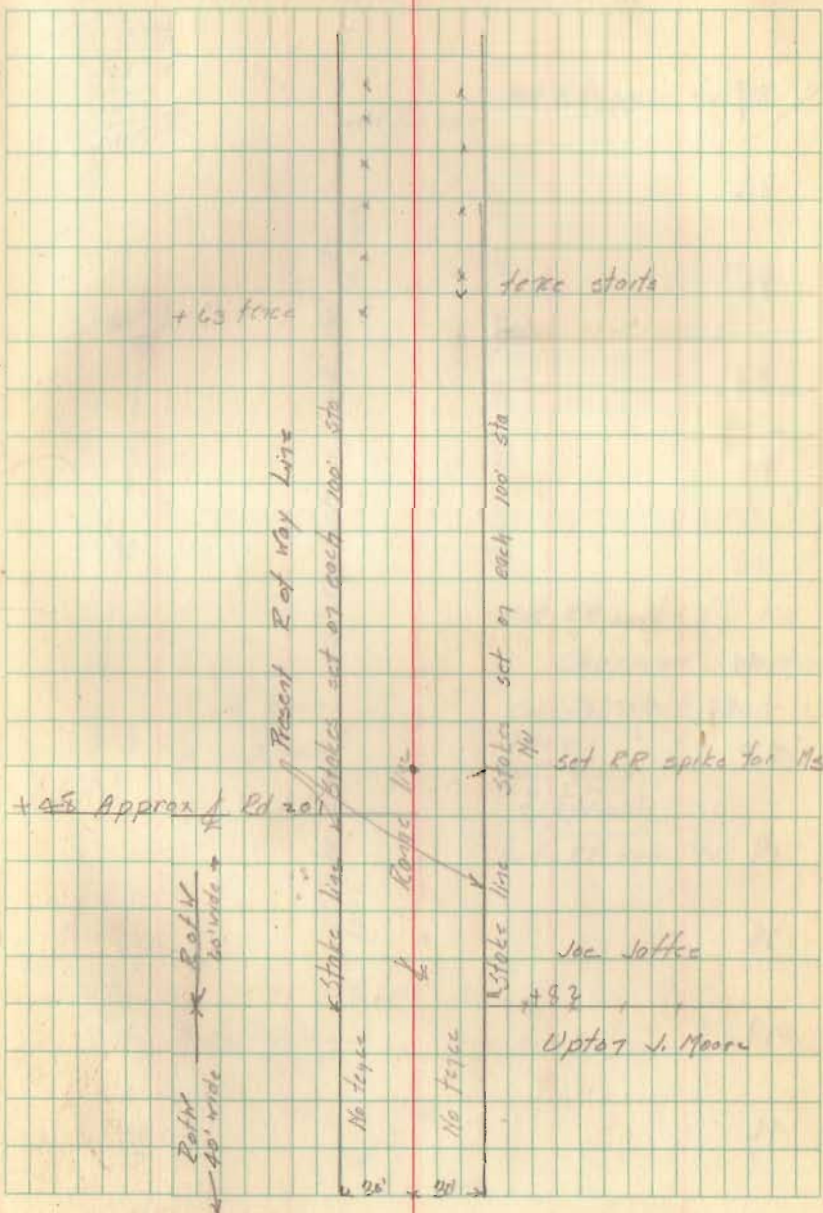 +63 fence
fence starts
Present R of Way Line
Stake line
Stakes set on each 100' sta
Stake line
Stakes set on each 100' sta
Range line
set RR spike for
+48 Approx ⅊ Rd 20'
R of W
60' wide
R of W
40' wide
Joe Joffee
+82
Upton J. Moore
No fence
No fence
30'
30'